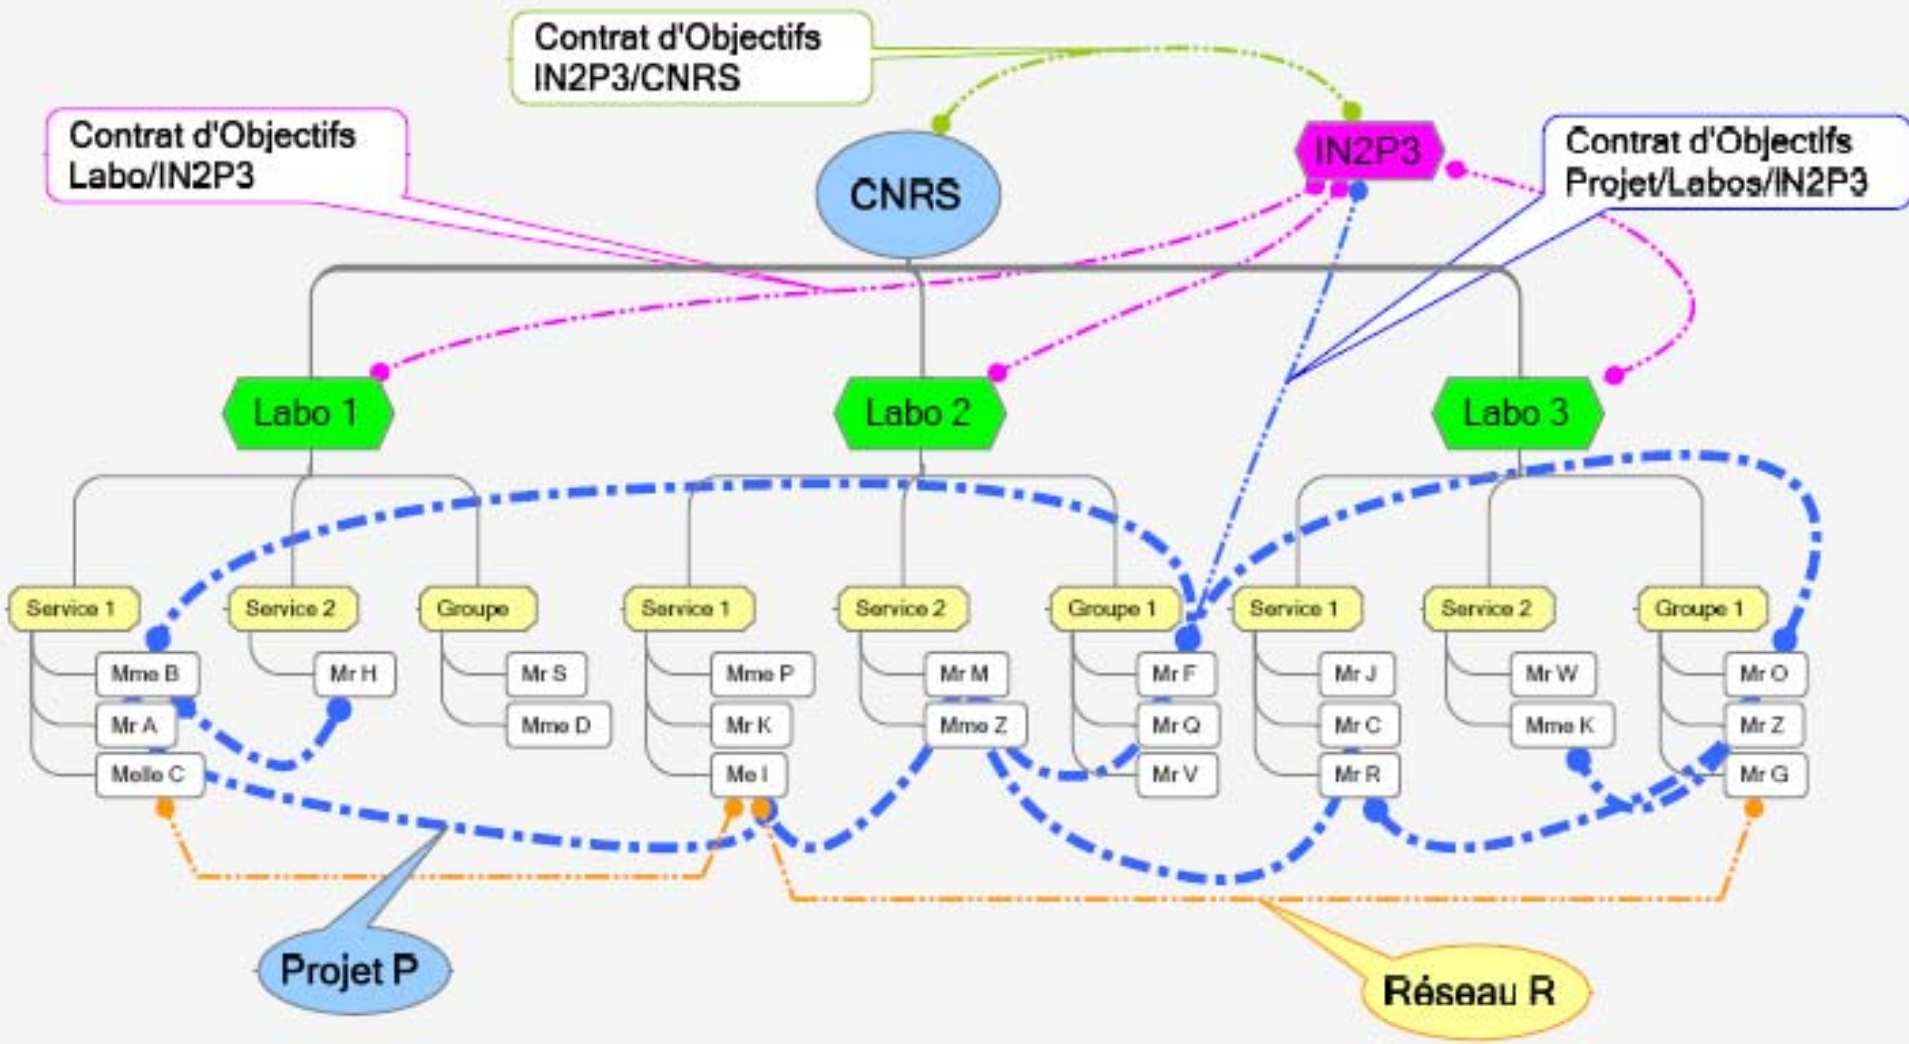 Contrat d'Objectifs
IN2P3/CNRS
Contrat d'Objectifs
Labo/IN2P3
IN2P3
Contrat d'Objectifs
Projet/Labos/IN2P3
CNRS
Labo 1
Labo 2
Labo 3
Service 1
Service 2
Groupe
Service 1
Service 2
Groupe 1
Service 1
Service 2
Groupe 1
Mme B
Mr H
Mr S
Mme P
Mr M
Mr F
Mr J
Mr W
Mr O
Mr A
Mme D
Mr K
Mme Z
Mr Q
Mr C
Mme K
Mr Z
Melle C
Me I
Mr V
Mr R
Mr G
Projet P
Réseau R